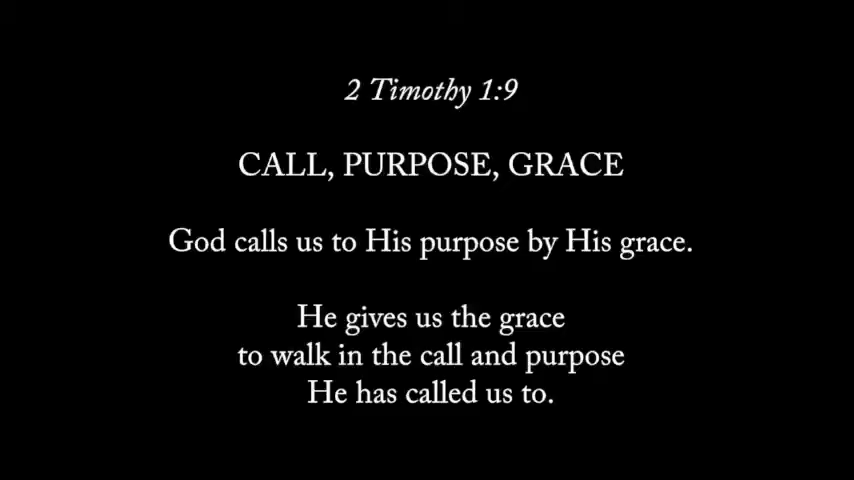 2 Timothy 1:9
CALL, PURPOSE, GRACE
God calls us to His purpose by His grace.
He gives us the grace
to walk in the call and purpose
He has called us to.